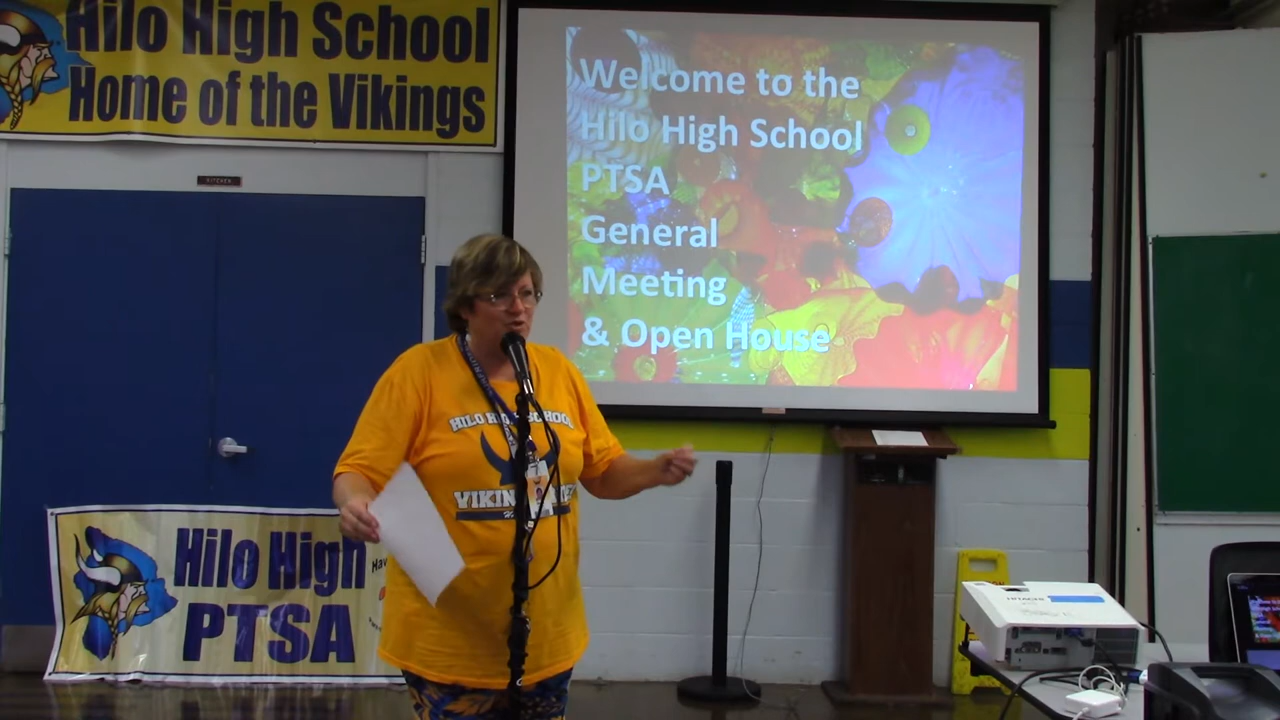 Hilo High School
Home of the Vikings
KITCHEN
Welcome to the
Hilo High School
PTSA
General
Meeting
& Open House
HILO HIGH SCHOOL
Hilo High
PTSA
HITACHI